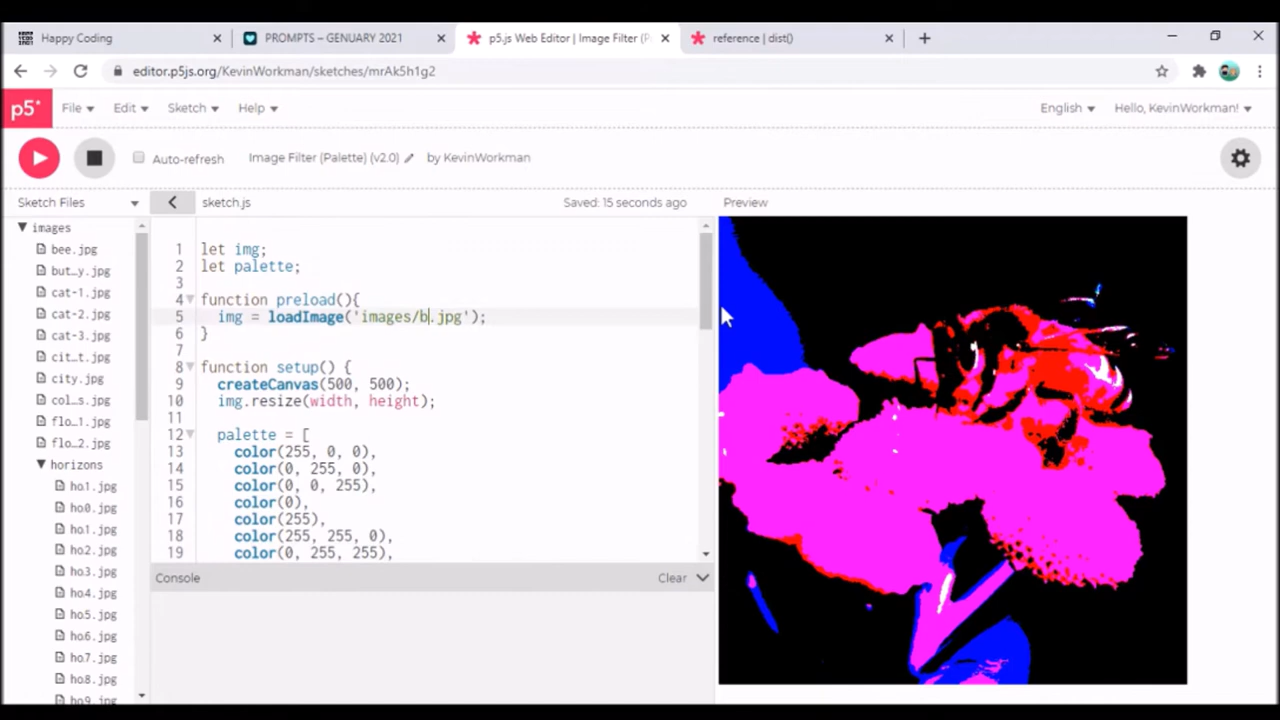 Happy Coding
PROMPTS – GENUARY 2021
p5.js Web Editor | Image Filter (P
reference | dist()
editor.p5js.org/KevinWorkman/sketches/mrAk5h1g2
p5*
File
Edit
Sketch
Help
English
Hello, KevinWorkman!
Auto-refresh
Image Filter (Palette) (v2.0)
by KevinWorkman
Sketch Files
sketch.js
Saved: 15 seconds ago
Preview
images
bee.jpg
but…y.jpg
cat-1.jpg
cat-2.jpg
cat-3.jpg
cit…t.jpg
city.jpg
col…s.jpg
flo…1.jpg
flo…2.jpg
horizons
ho1.jpg
ho0.jpg
ho1.jpg
ho2.jpg
ho3.jpg
ho4.jpg
ho5.jpg
ho6.jpg
ho7.jpg
ho8.jpg
ho9.jpg
1 let img;
2 let palette;
3
4 function preload(){
5 img = loadImage('images/b.jpg');
6 }
7
8 function setup() {
9 createCanvas(500, 500);
10 img.resize(width, height);
11
12 palette = [
13 color(255, 0, 0),
14 color(0, 255, 0),
15 color(0, 0, 255),
16 color(0),
17 color(255),
18 color(255, 255, 0),
19 color(0, 255, 255),
Console
Clear